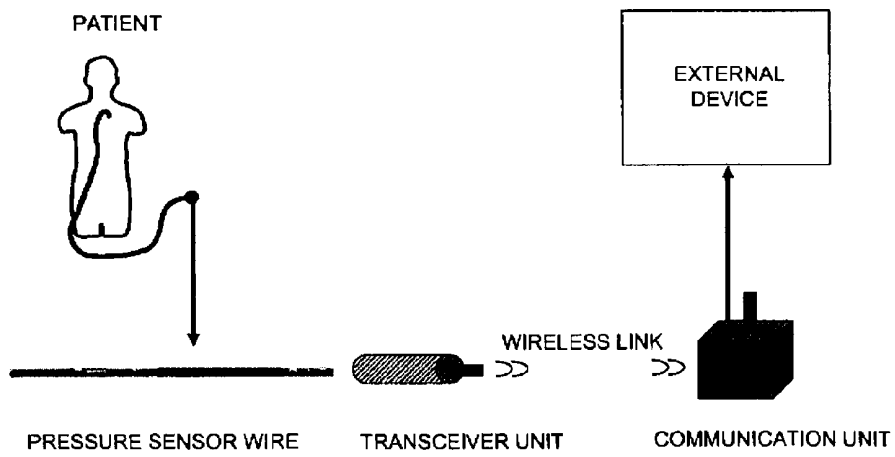 PATIENT
EXTERNAL
DEVICE
WIRELESS LINK
PRESSURE SENSOR WIRE
TRANSCEIVER UNIT
COMMUNICATION UNIT